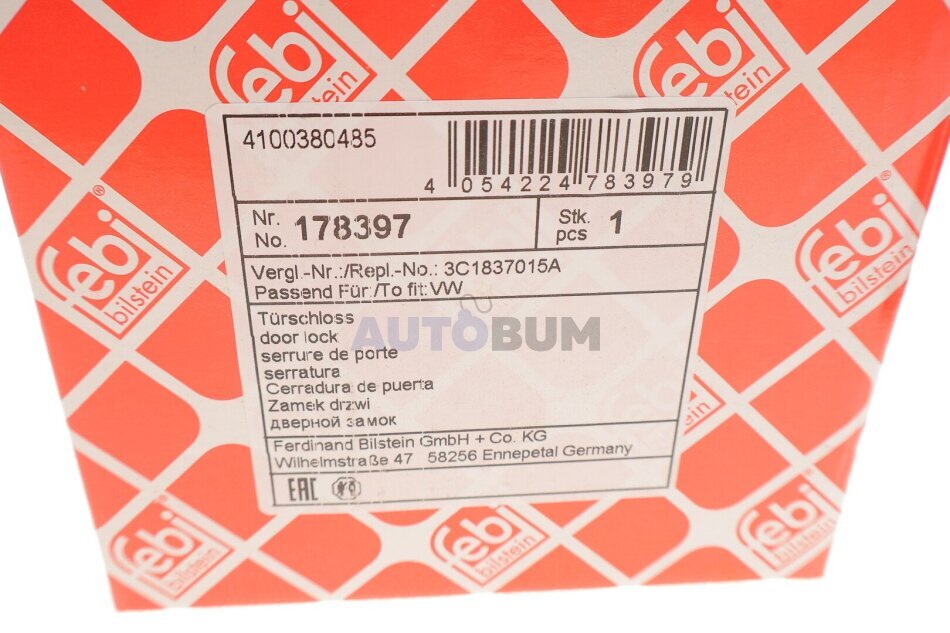 febi
bilstein
febi
bilstein
4100380485
4 054224 783979
Nr.
No. 178397
Stk.
pcs 1
Vergl.-Nr.:/Repl.-No.: 3C1837015A
Passend Für:/To fit: VW
Türschloss
door lock
serrure de porte
serratura
Cerradura de puerta
Zamek drzwi
дверной замок
AUTOBUM
Ferdinand Bilstein GmbH + Co. KG
Wilhelmstraße 47 58256 Ennepetal Germany
EAC
febi
bilstein
febi
bilstein
febi
bilstein
febi
bilstein
febi
bilstein